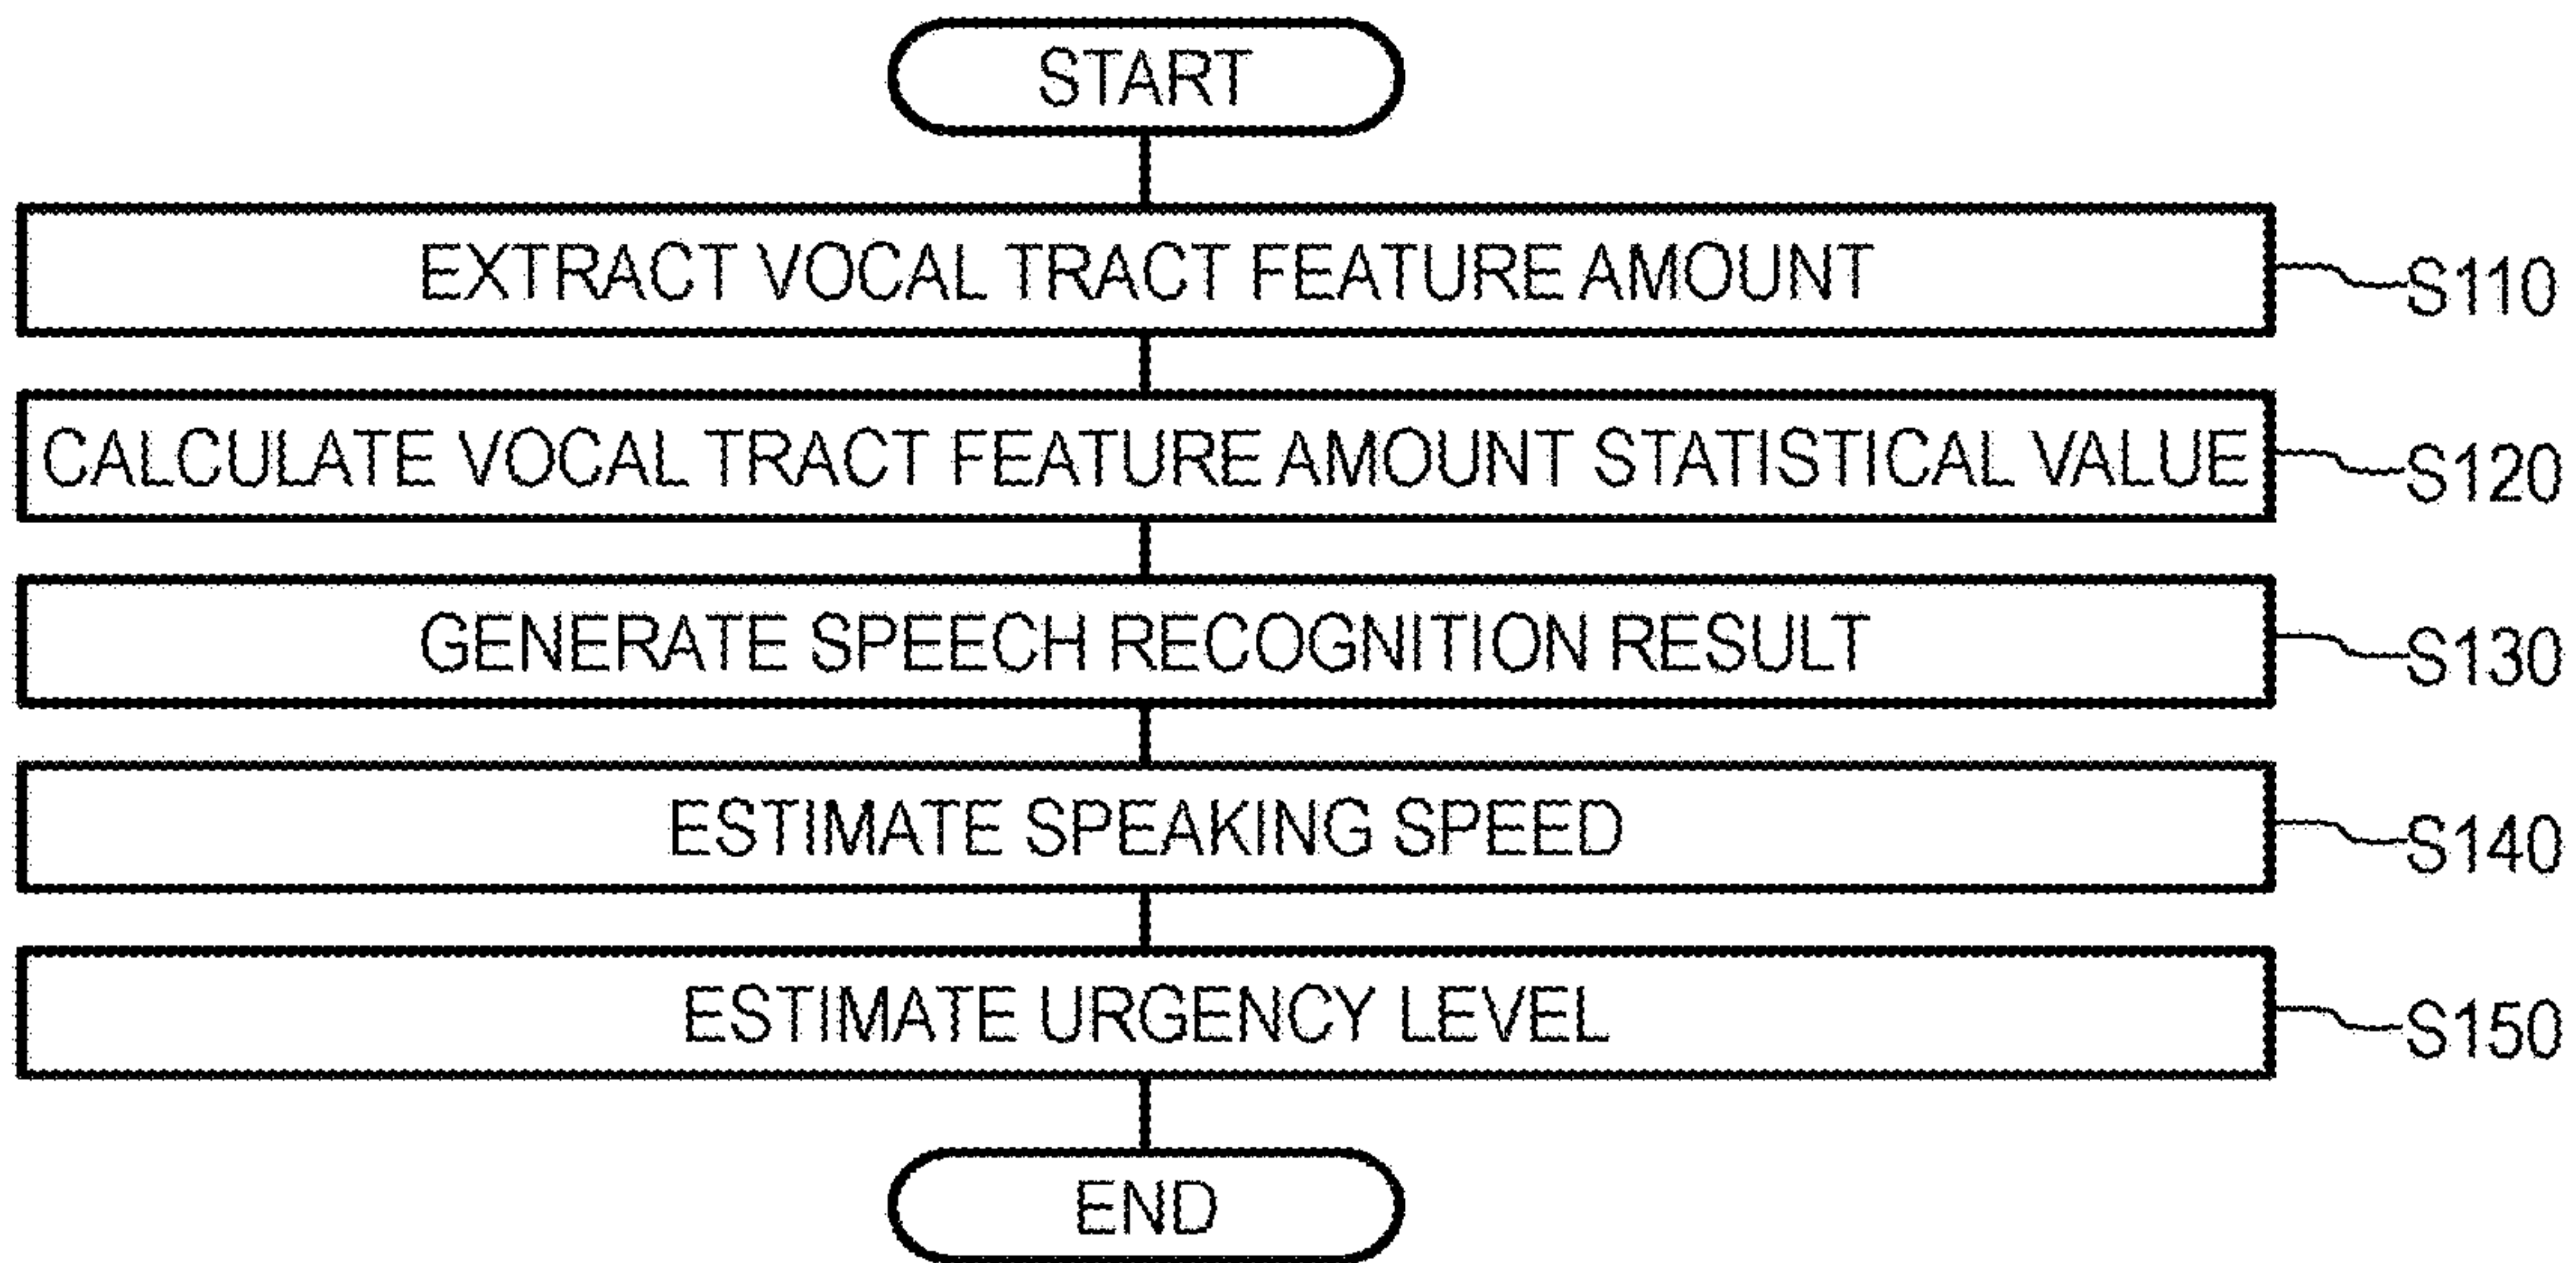 START
EXTRACT VOCAL TRACT FEATURE AMOUNT
S110
CALCULATE VOCAL TRACT FEATURE AMOUNT STATISTICAL VALUE
S120
GENERATE SPEECH RECOGNITION RESULT
S130
ESTIMATE SPEAKING SPEED
S140
ESTIMATE URGENCY LEVEL
S150
END